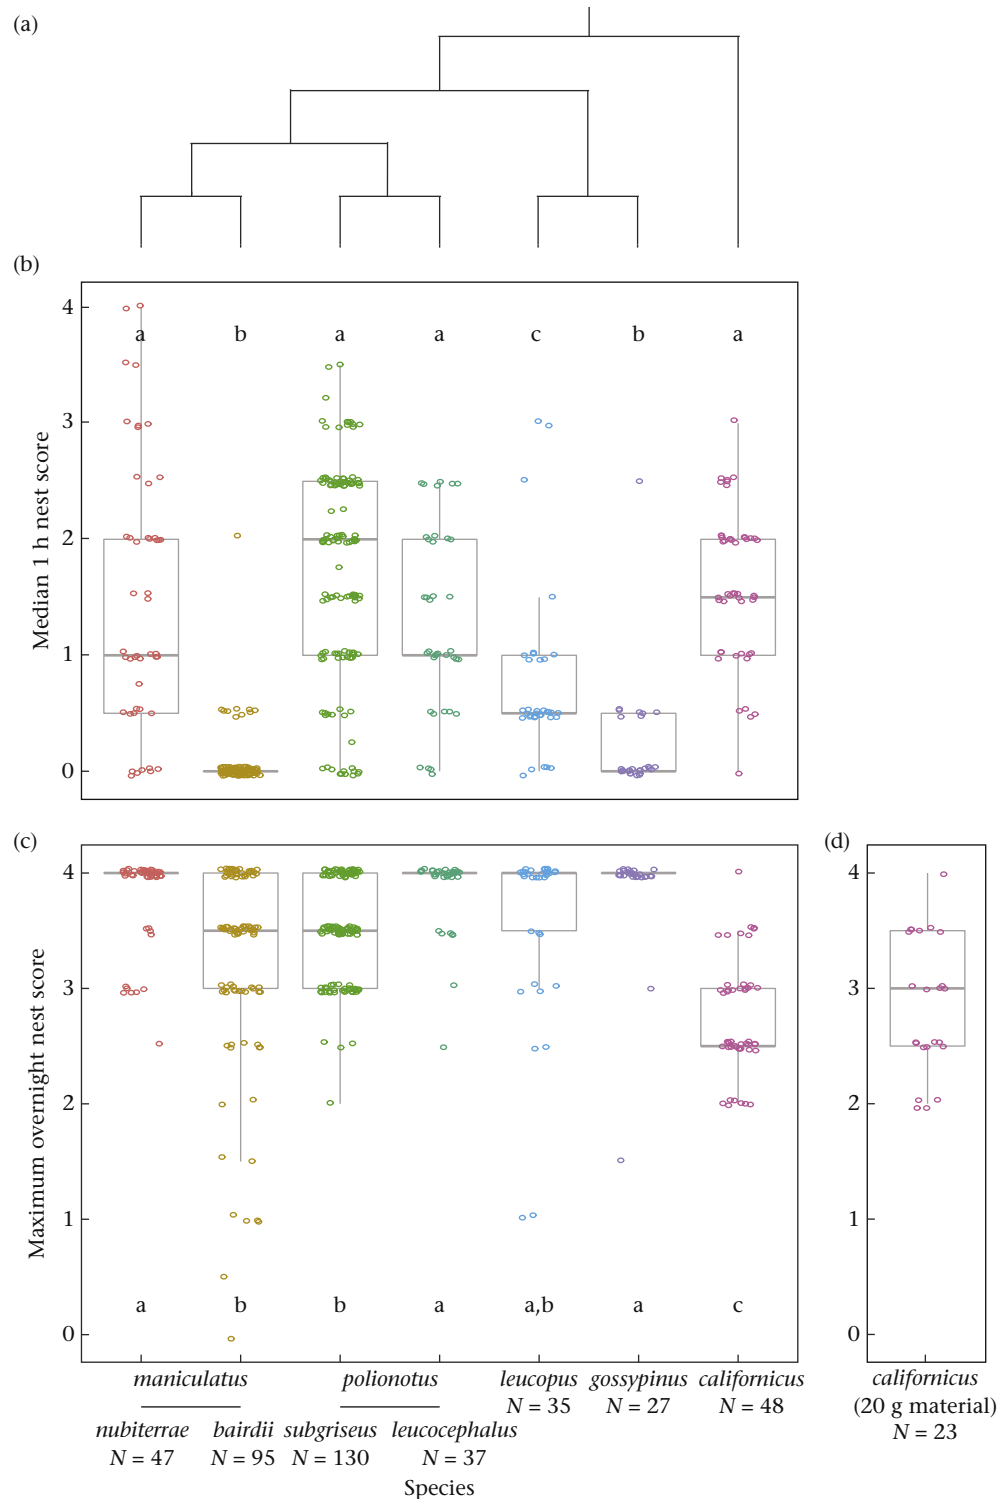 (a)
(b)
4
3
2
1
0
Median 1 h nest score
a b a a c b a
(c)
4
3
2
1
0
Maximum overnight nest score
a b b a a,b a c
(d)
4
3
2
1
0
maniculatus polionotus leucopus gossypinus californicus
N = 35 N = 27 N = 48
nubiterrae bairdii subgriseus leucocephalus
N = 47 N = 95 N = 130 N = 37
Species
californicus
(20 g material)
N = 23